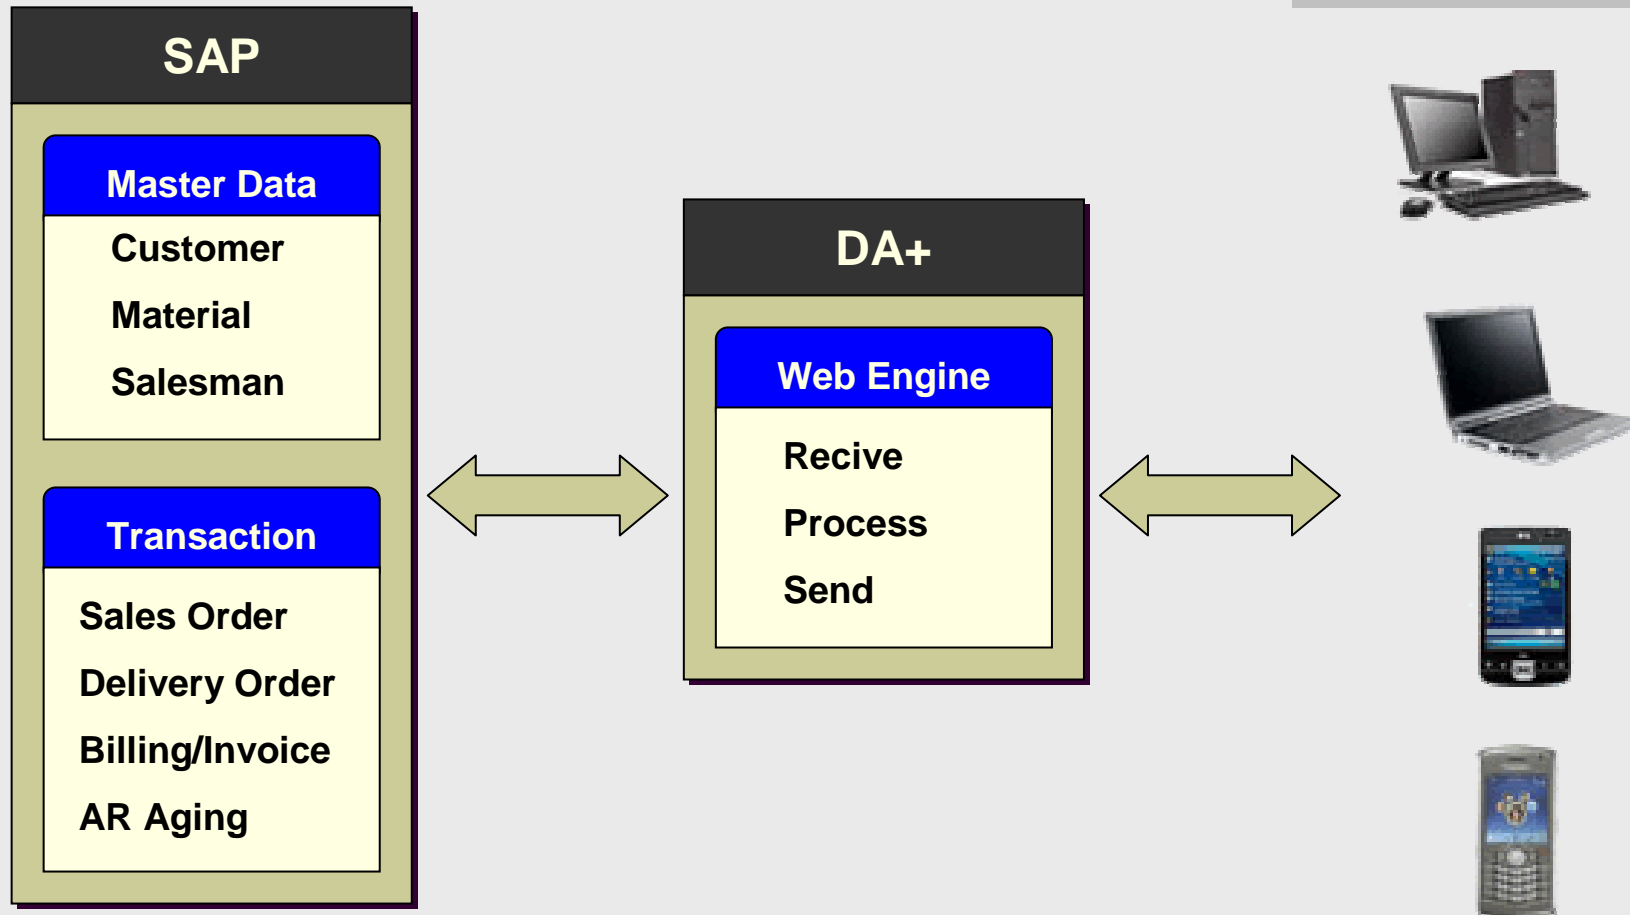 SAP
Master Data
Customer
Material
Salesman
Transaction
Sales Order
Delivery Order
Billing/Invoice
AR Aging
DA+
Web Engine
Recive
Process
Send